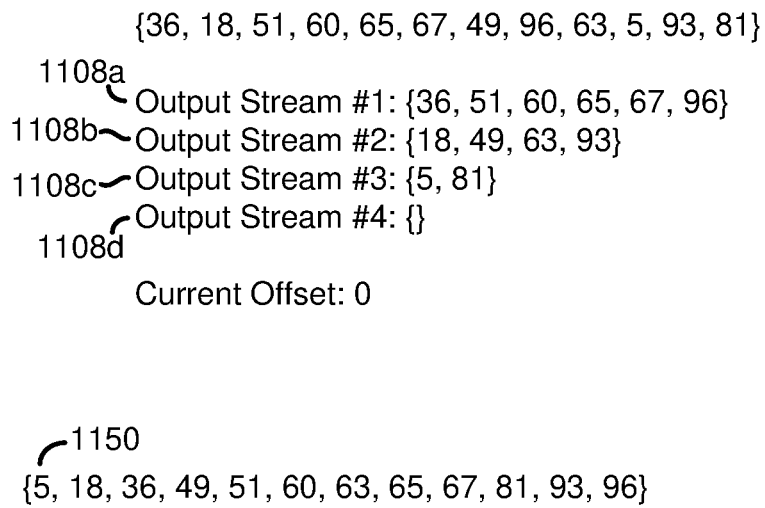 {36, 18, 51, 60, 65, 67, 49, 96, 63, 5, 93, 81}
1108a
Output Stream #1: {36, 51, 60, 65, 67, 96}
1108b
Output Stream #2: {18, 49, 63, 93}
1108c
Output Stream #3: {5, 81}
Output Stream #4: {}
1108d
Current Offset: 0
1150
{5, 18, 36, 49, 51, 60, 63, 65, 67, 81, 93, 96}